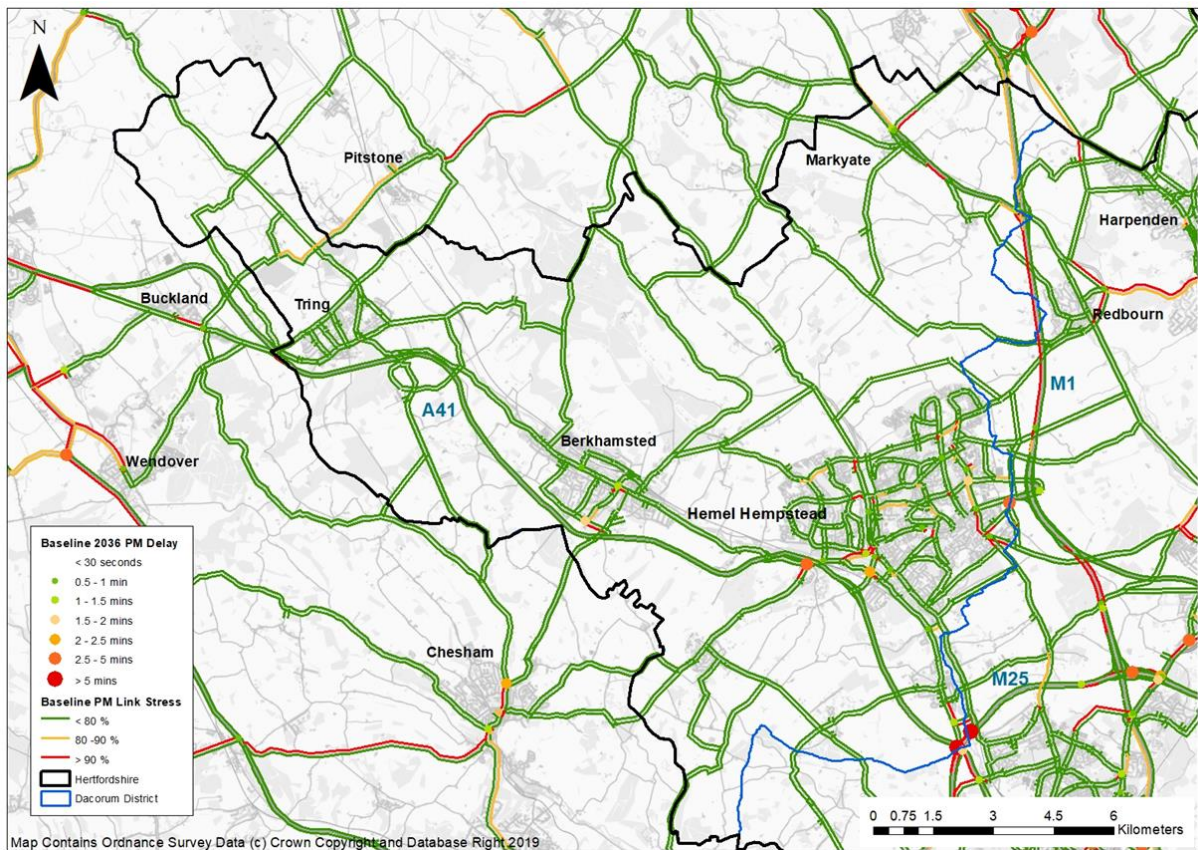 N
Pitstone
Markyate
Harpenden
Buckland
Tring
Redbourn
M1
A41
Berkhamsted
Wendover
Hemel Hempstead
Chesham
M25
Baseline 2036 PM Delay
< 30 seconds
0.5 - 1 min
1 - 1.5 mins
1.5 - 2 mins
2 - 2.5 mins
2.5 - 5 mins
> 5 mins
Baseline PM Link Stress
< 80 %
80 -90 %
> 90 %
Hertfordshire
Dacorum District
0 0.75 1.5 3 4.5 6
Kilometers
Map Contains Ordnance Survey Data (c) Crown Copyright and Database Right 2019